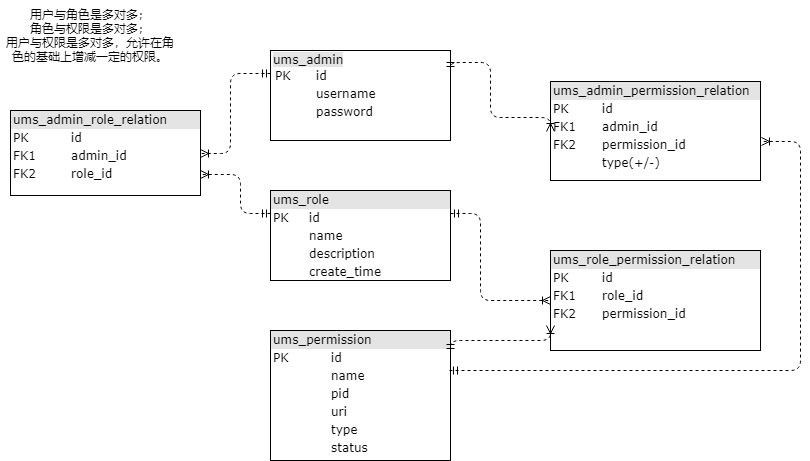 用户与角色是多对多；
角色与权限是多对多；
用户与权限是多对多，允许在角
色的基础上增减一定的权限。
ums_admin_role_relation
PK id
FK1 admin_id
FK2 role_id
ums_admin
PK id
username
password
ums_role
PK id
name
description
create_time
ums_permission
PK id
name
pid
uri
type
status
ums_admin_permission_relation
PK id
FK1 admin_id
FK2 permission_id
type(+/-)
ums_role_permission_relation
PK id
FK1 role_id
FK2 permission_id